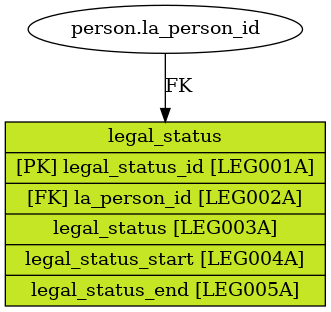 person.la_person_id
FK
legal_status
[PK] legal_status_id [LEG001A]
[FK] la_person_id [LEG002A]
legal_status [LEG003A]
legal_status_start [LEG004A]
legal_status_end [LEG005A]